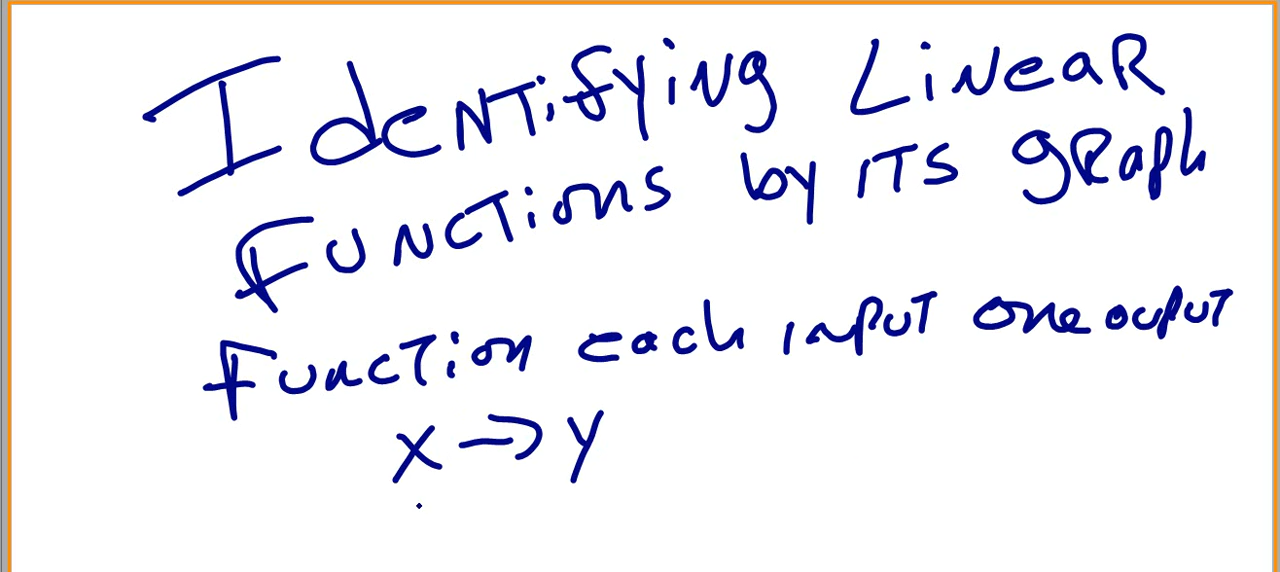 Identifying Linear
Functions by its graph
Function each input one ouput
x → y